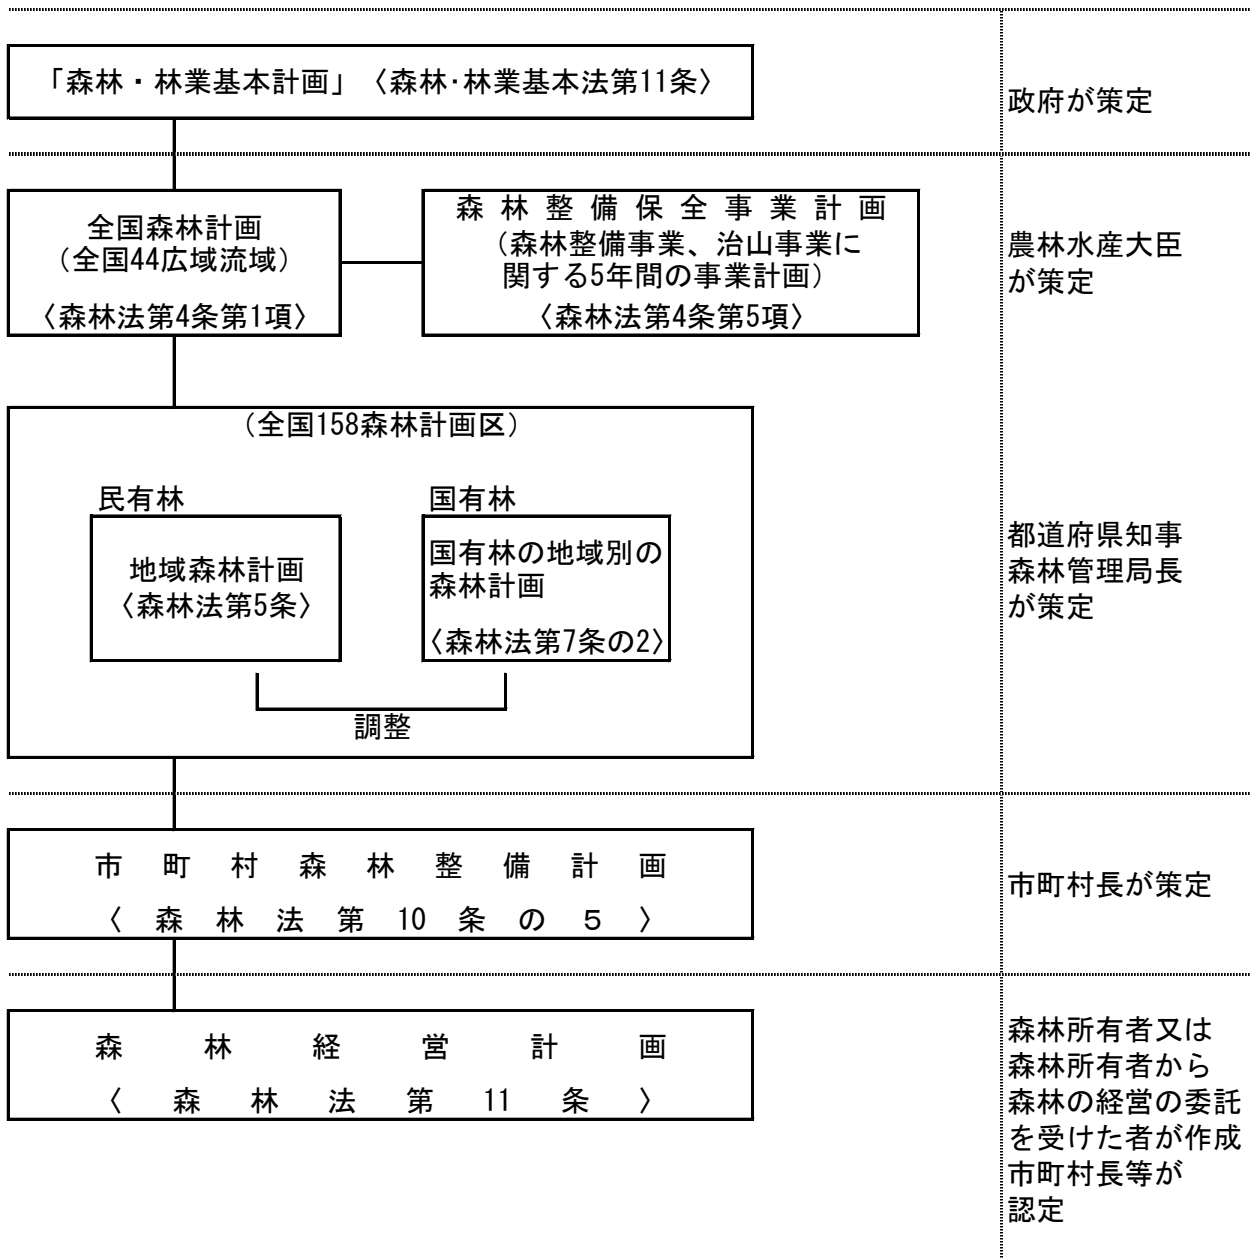 「森林・林業基本計画」〈森林･林業基本法第11条〉
政府が策定
全国森林計画
（全国44広域流域）
〈森林法第4条第1項〉
森林整備保全事業計画
（森林整備事業、治山事業に
関する5年間の事業計画）
〈森林法第4条第5項〉
農林水産大臣
が策定
（全国158森林計画区）
民有林
地域森林計画
〈森林法第5条〉
国有林
国有林の地域別の
森林計画
〈森林法第7条の2〉
調整
都道府県知事
森林管理局長
が策定
市町村森林整備計画
〈森林法第10条の５〉
市町村長が策定
森林経営計画
〈森林法第11条〉
森林所有者又は
森林所有者から
森林の経営の委託
を受けた者が作成
市町村長等が
認定